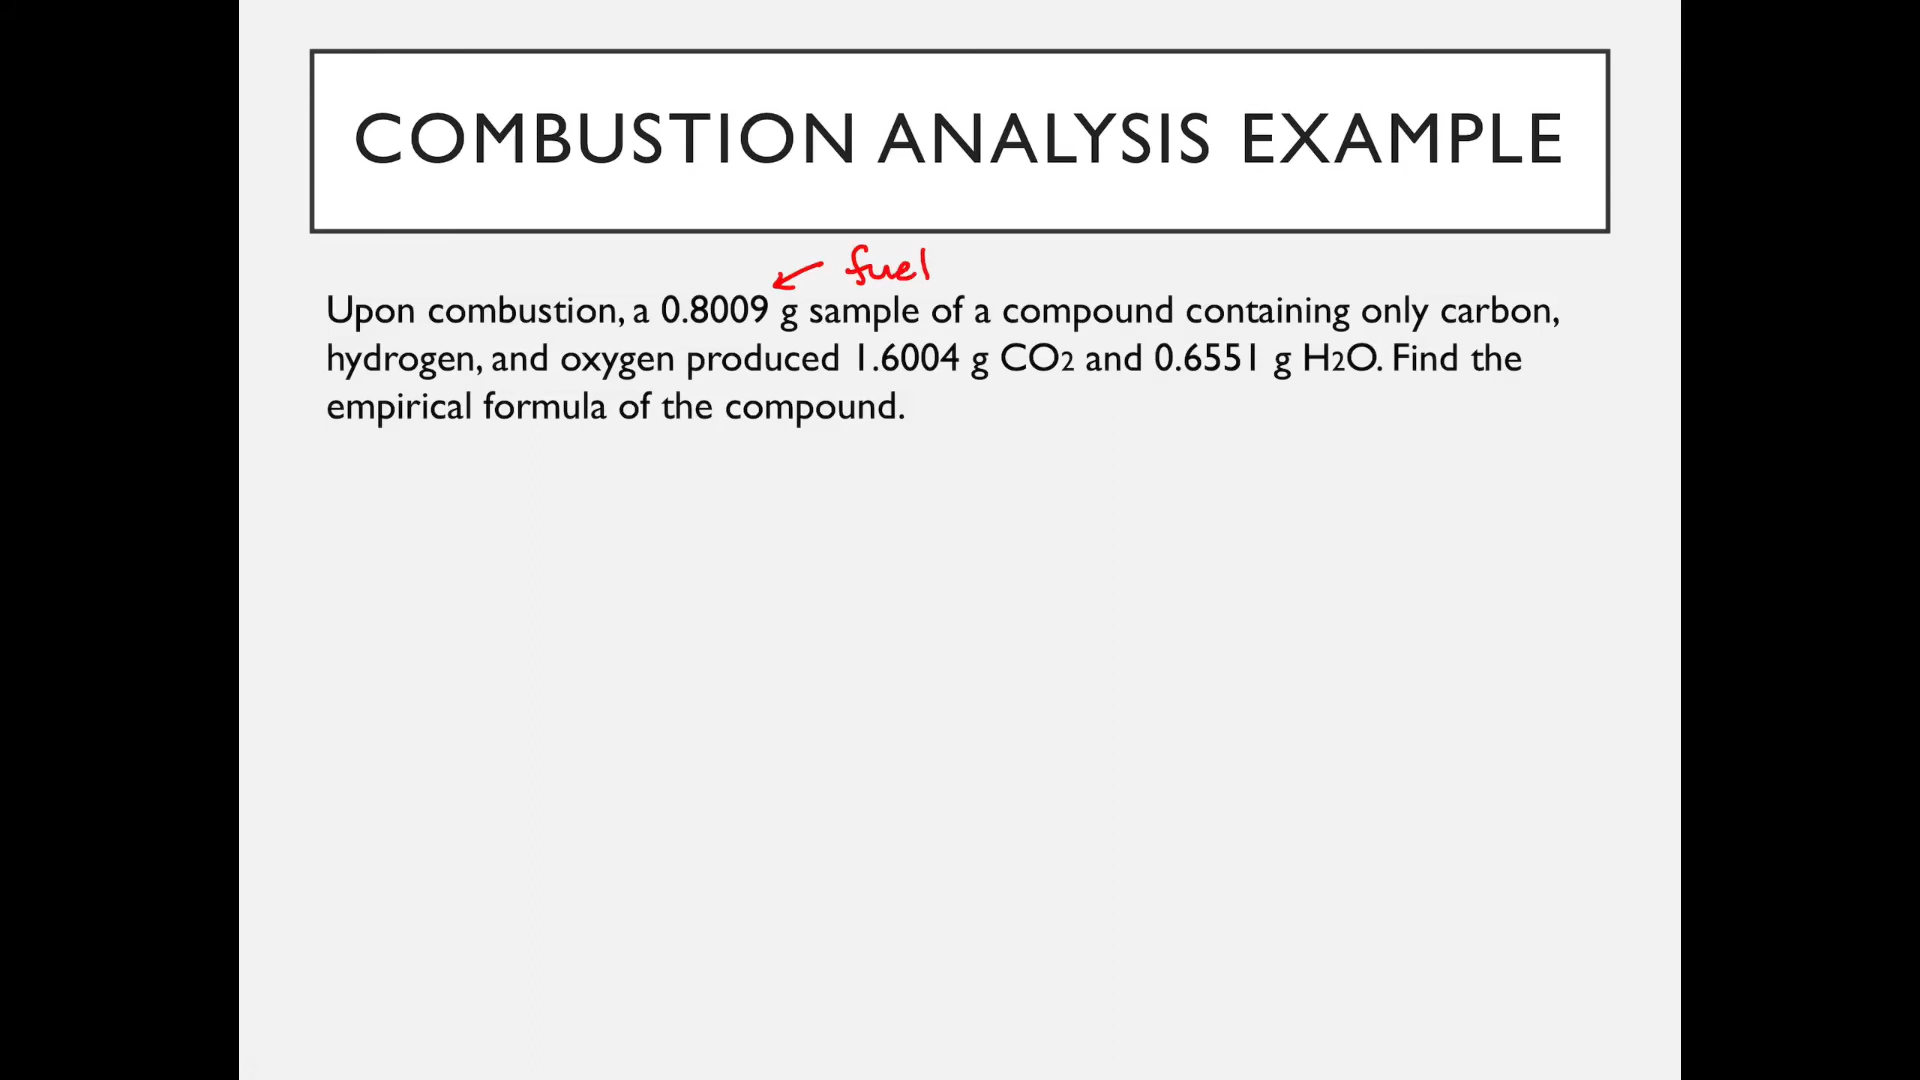 COMBUSTION ANALYSIS EXAMPLE
fuel
Upon combustion, a 0.8009 g sample of a compound containing only carbon,
hydrogen, and oxygen produced 1.6004 g CO2 and 0.6551 g H2O. Find the
empirical formula of the compound.